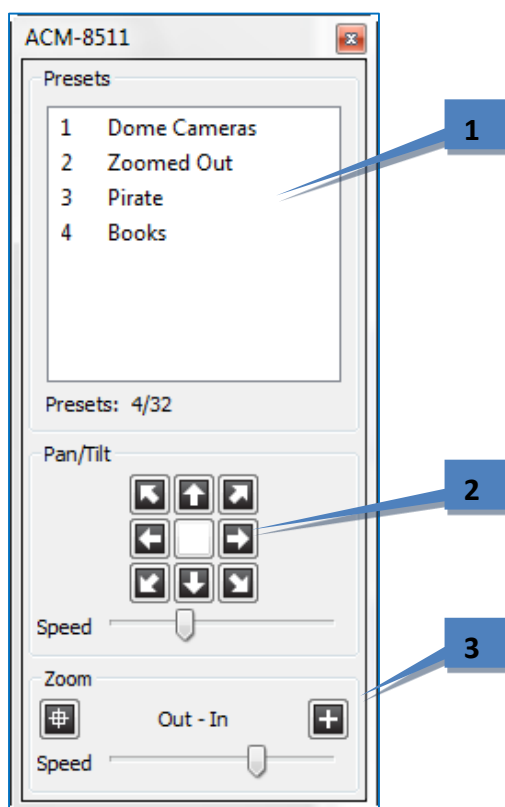 ACM-8511
Presets
1 Dome Cameras
2 Zoomed Out
3 Pirate
4 Books
Presets: 4/32
Pan/Tilt
Speed
Zoom
Out - In
Speed
1
2
3